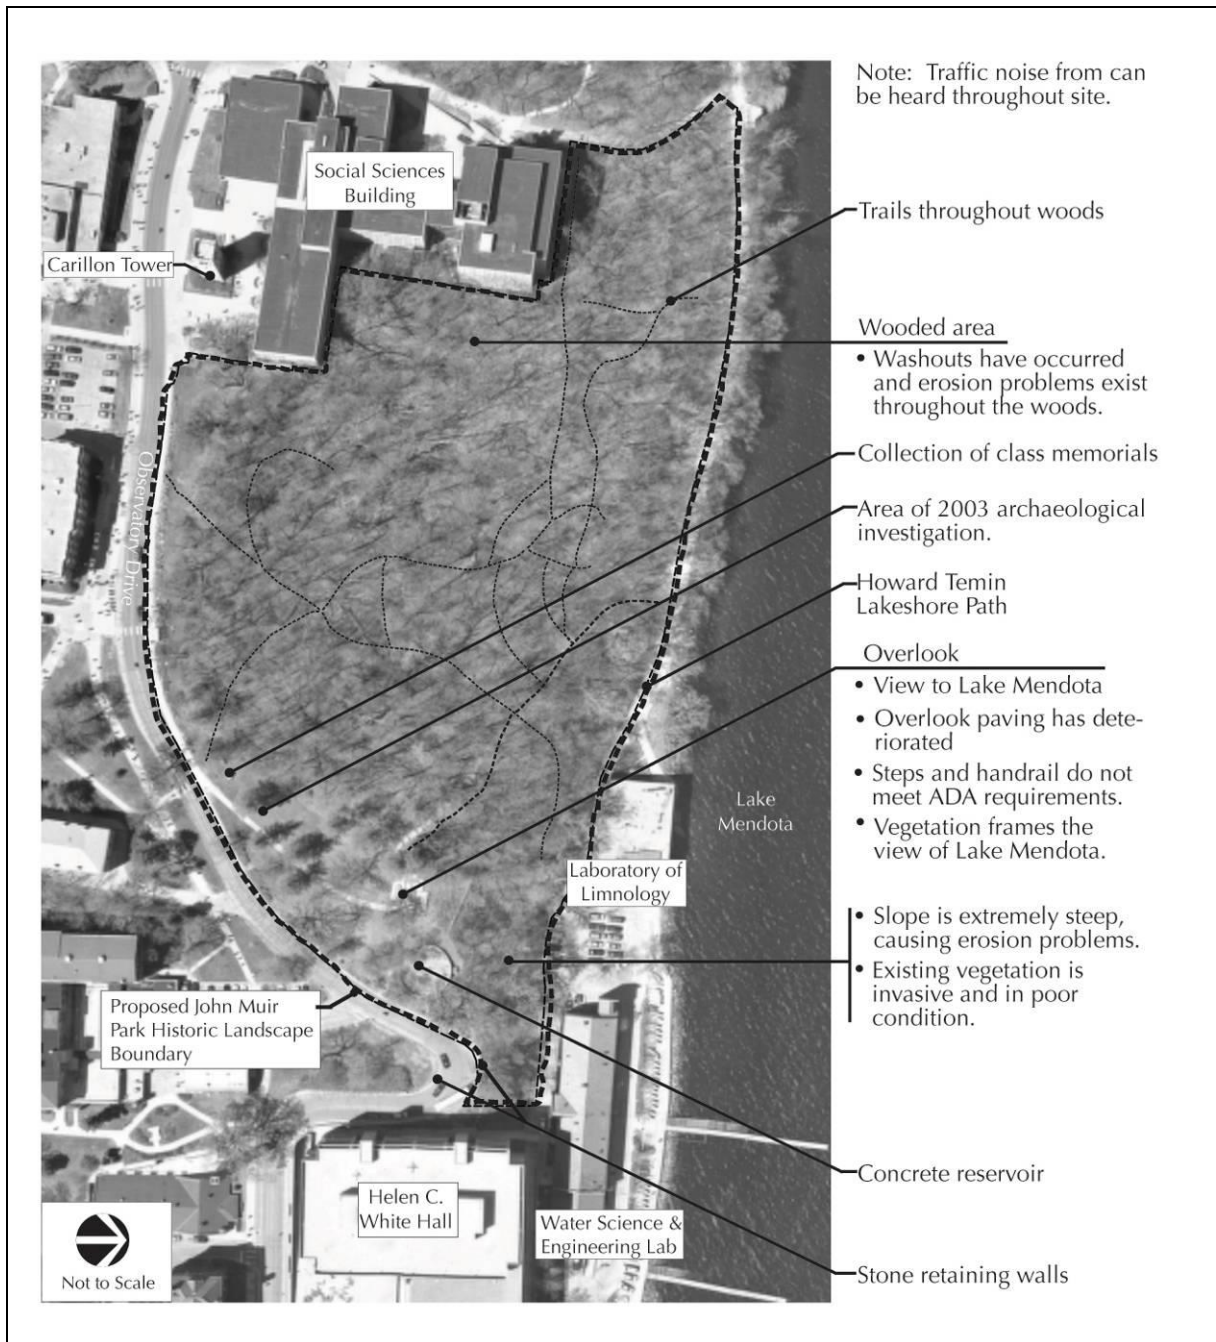 Note: Traffic noise from can
be heard throughout site.
Social Sciences
Building
Trails throughout woods
Carillon Tower
Wooded area
• Washouts have occurred
and erosion problems exist
throughout the woods.
Collection of class memorials
Observatory Drive
Area of 2003 archaeological
investigation.
Howard Temin
Lakeshore Path
Overlook
• View to Lake Mendota
• Overlook paving has dete-
riorated
• Steps and handrail do not
meet ADA requirements.
• Vegetation frames the
view of Lake Mendota.
Lake
Mendota
Laboratory of
Limnology
• Slope is extremely steep,
causing erosion problems.
• Existing vegetation is
invasive and in poor
condition.
Proposed John Muir
Park Historic Landscape
Boundary
Concrete reservoir
Helen C.
White Hall
Water Science &
Engineering Lab
Stone retaining walls
Not to Scale